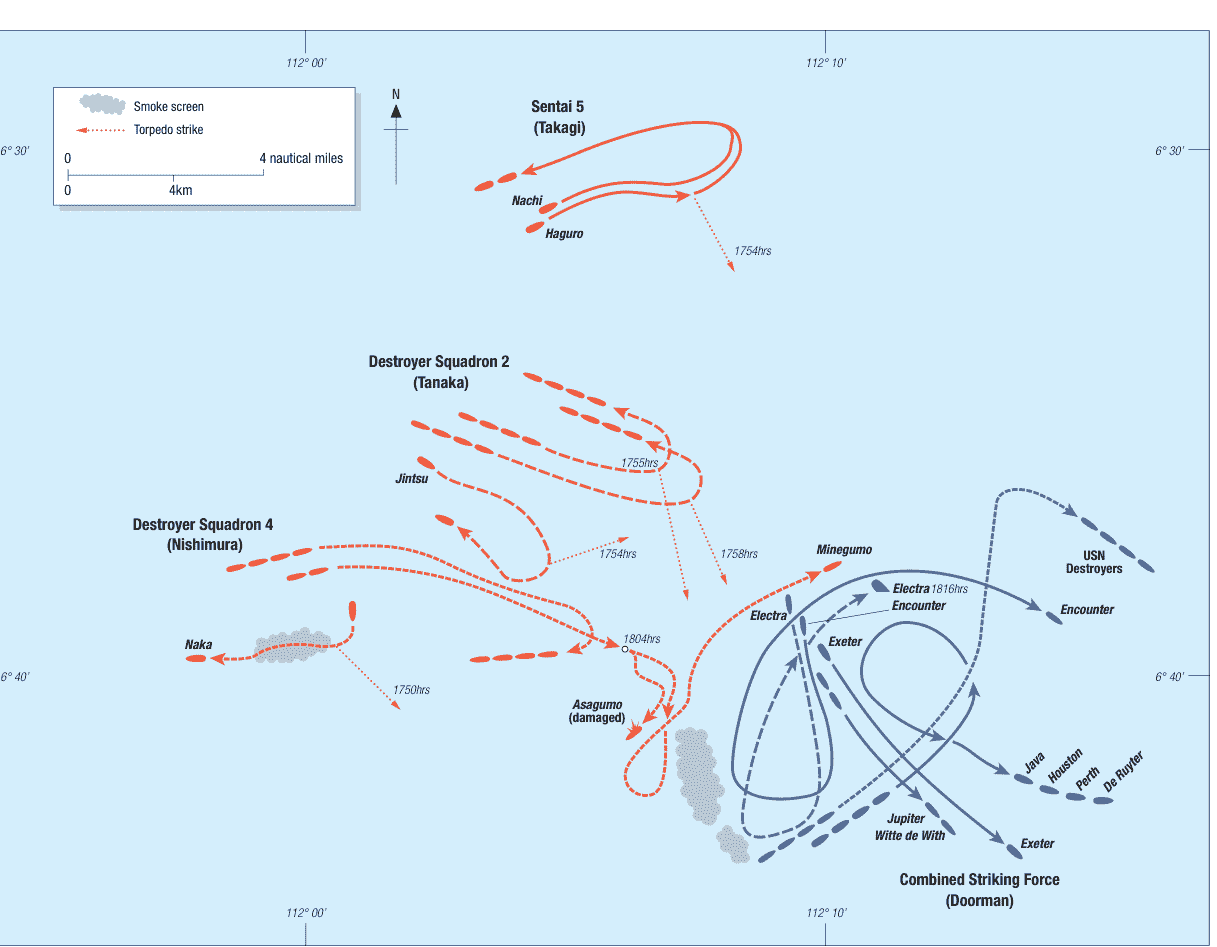 112° 00'
112° 10'
Smoke screen
Torpedo strike
0
4 nautical miles
0
4km
N
Sentai 5
(Takagi)
6° 30'
6° 30'
Nachi
Haguro
1754hrs
Destroyer Squadron 2
(Tanaka)
1755hrs
Jintsu
Destroyer Squadron 4
(Nishimura)
1754hrs
1758hrs
Minegumo
USN
Destroyers
Electra 1816hrs
Encounter
Electra
Encounter
Naka
1804hrs
Exeter
6° 40'
6° 40'
1750hrs
Asagumo
(damaged)
Java
Houston
Perth
De Ruyter
Jupiter
Witte de With
Exeter
Combined Striking Force
(Doorman)
112° 00'
112° 10'